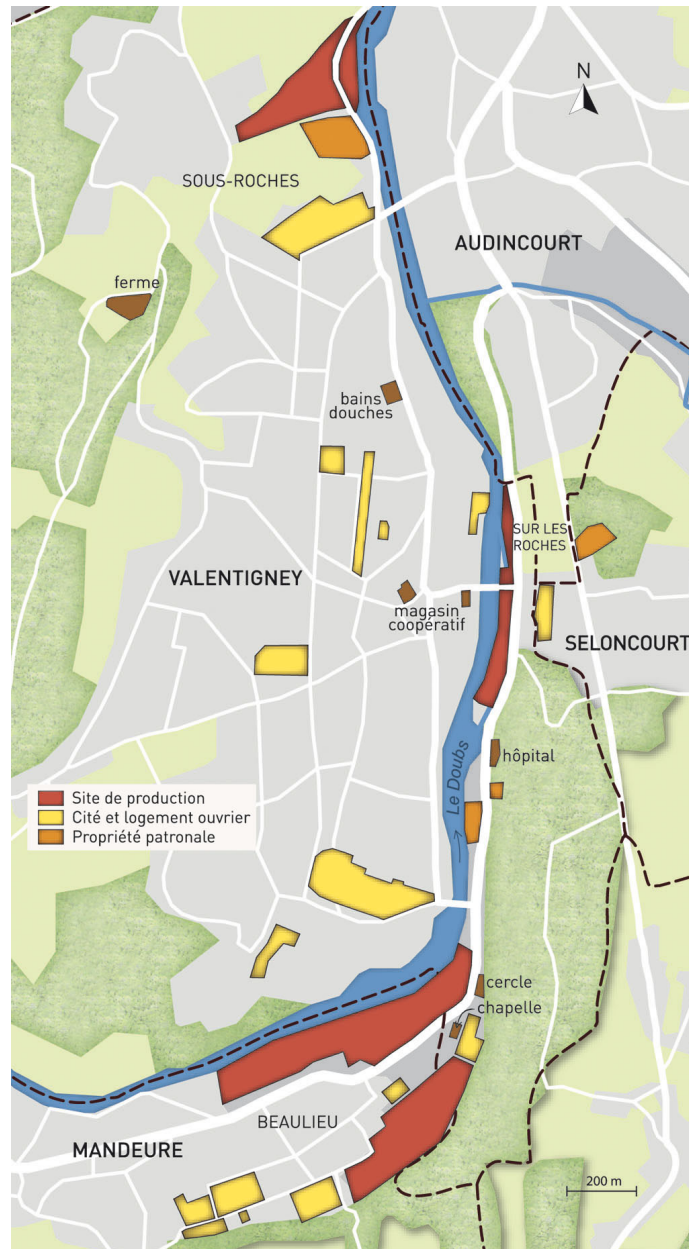 N
SOUS-ROCHES
AUDINCOURT
ferme
bains
douches
SUR LES
ROCHES
VALENTIGNEY
magasin
coopératif
SELONCOURT
Le Doubs
hôpital
Site de production
Cité et logement ouvrier
Propriété patronale
cercle
chapelle
BEAULIEU
MANDEURE
200 m